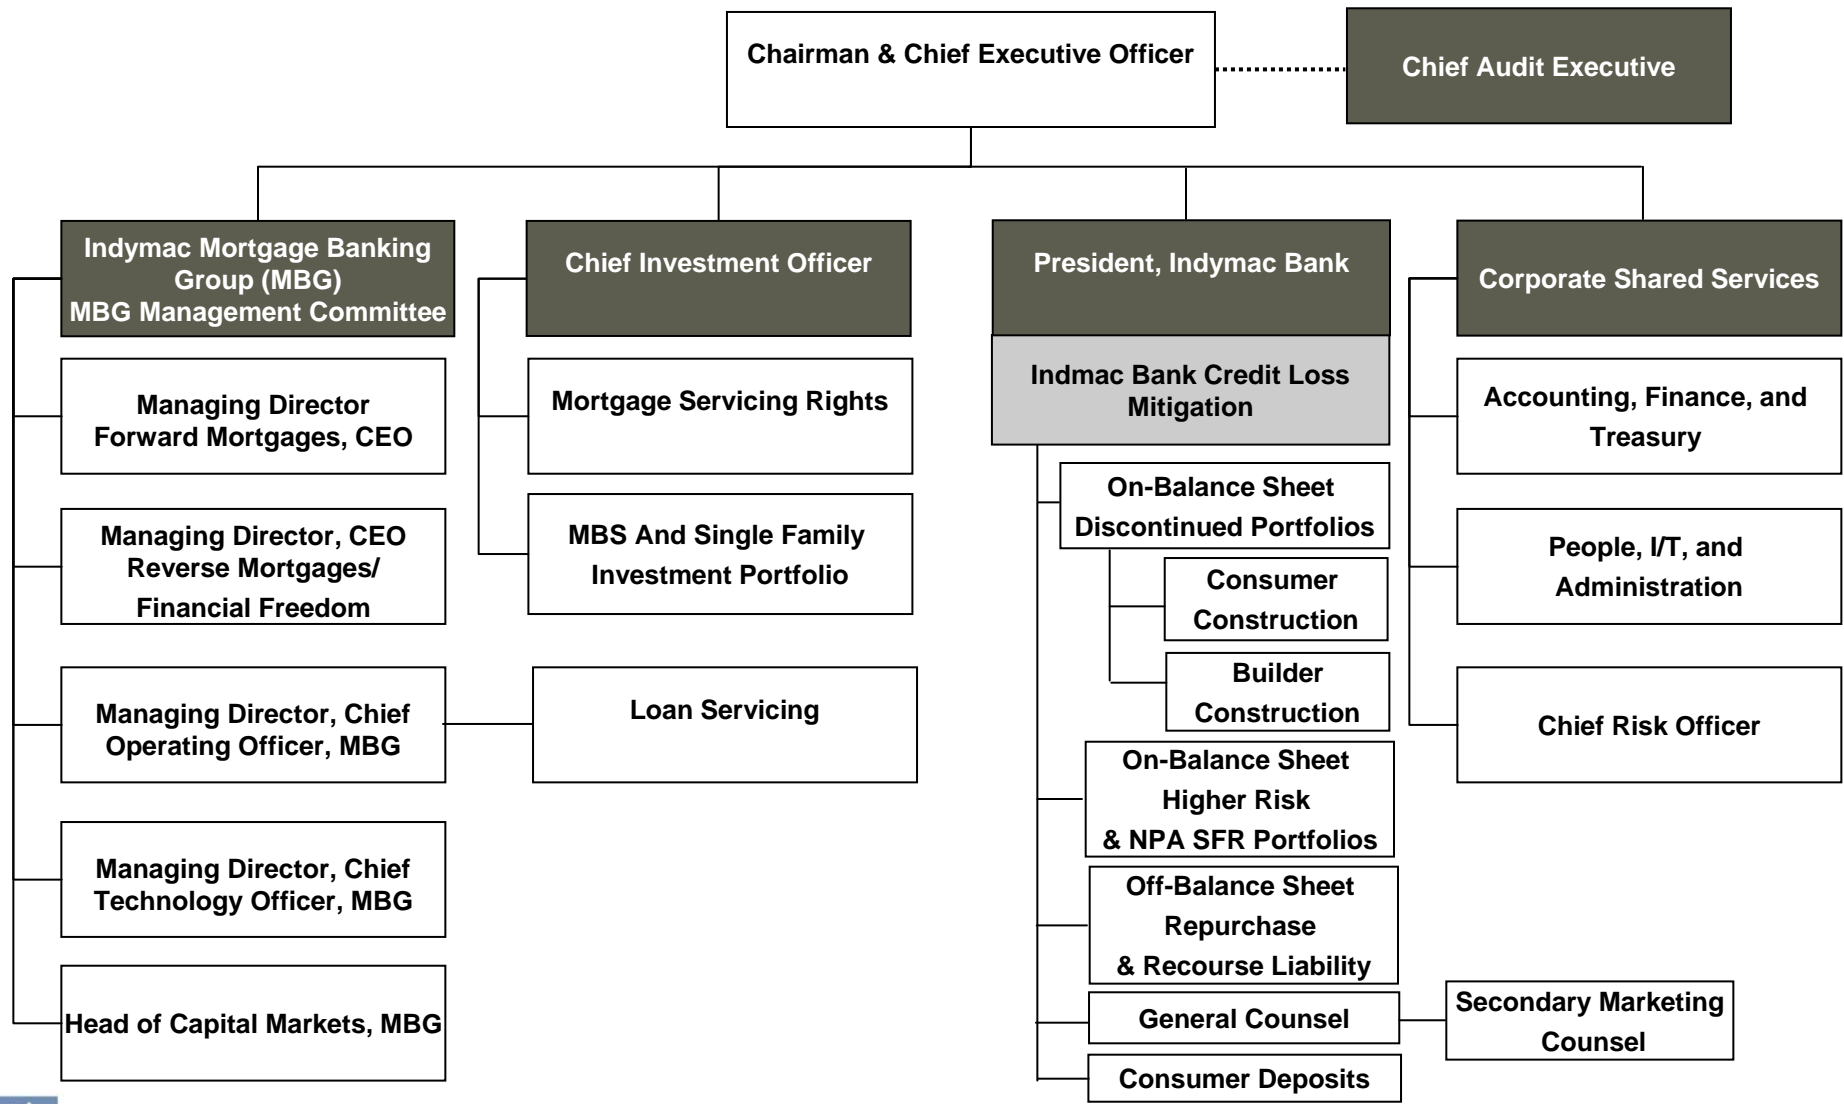 Chairman & Chief Executive Officer
Chief Audit Executive
Indymac Mortgage Banking
Group (MBG)
MBG Management Committee
Managing Director
Forward Mortgages, CEO
Managing Director, CEO
Reverse Mortgages/
Financial Freedom
Managing Director, Chief
Operating Officer, MBG
Managing Director, Chief
Technology Officer, MBG
Head of Capital Markets, MBG
Chief Investment Officer
Mortgage Servicing Rights
MBS And Single Family
Investment Portfolio
Loan Servicing
President, Indymac Bank
Indmac Bank Credit Loss
Mitigation
On-Balance Sheet
Discontinued Portfolios
Consumer
Construction
Builder
Construction
On-Balance Sheet
Higher Risk
& NPA SFR Portfolios
Off-Balance Sheet
Repurchase
& Recourse Liability
General Counsel
Secondary Marketing
Counsel
Consumer Deposits
Corporate Shared Services
Accounting, Finance, and
Treasury
People, I/T, and
Administration
Chief Risk Officer